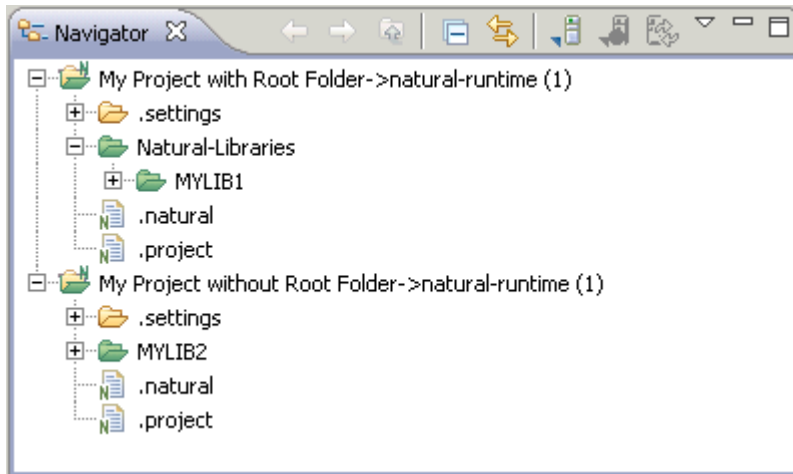 Navigator
My Project with Root Folder->natural-runtime (1)
.settings
Natural-Libraries
MYLIB1
.natural
.project
My Project without Root Folder->natural-runtime (1)
.settings
MYLIB2
.natural
.project